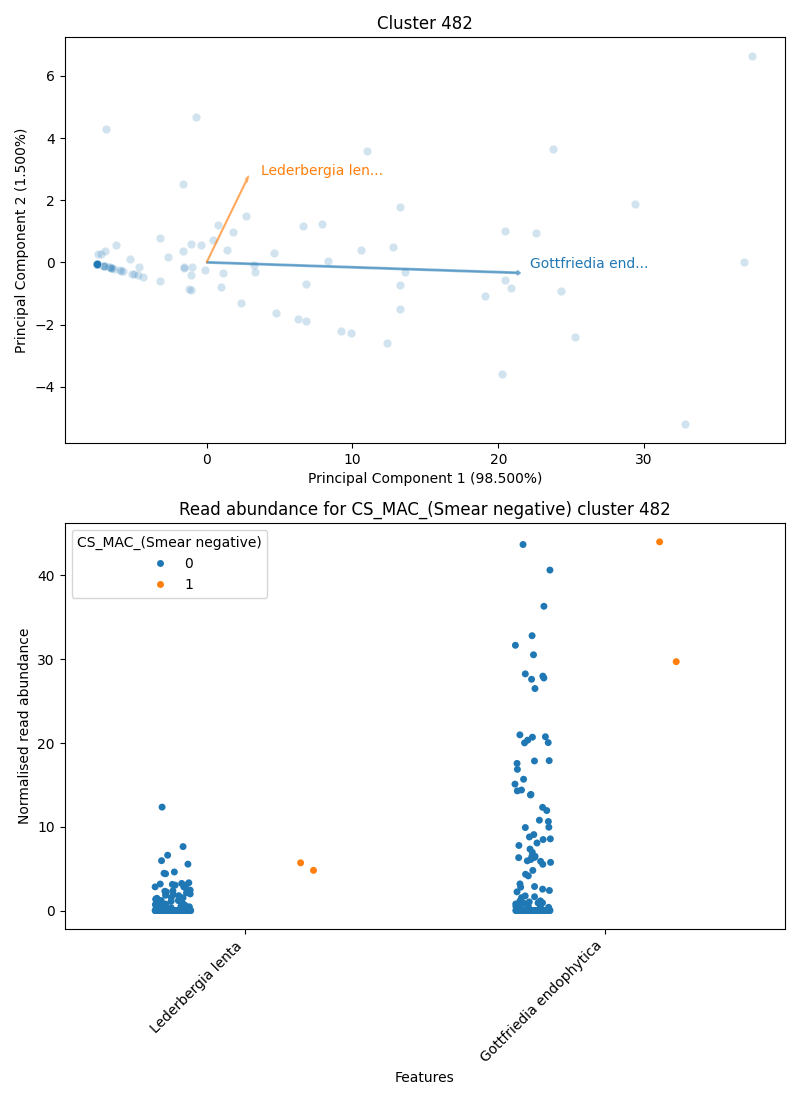 Cluster 482
6
4
2
0
−2
−4
Principal Component 2 (1.500%)
Lederbergia len...
Gottfriedia end...
0
10
20
30
Principal Component 1 (98.500%)
Read abundance for CS_MAC_(Smear negative) cluster 482
CS_MAC_(Smear negative)
0
1
40
30
20
10
0
Normalised read abundance
Lederbergia lenta
Gottfriedia endophytica
Features